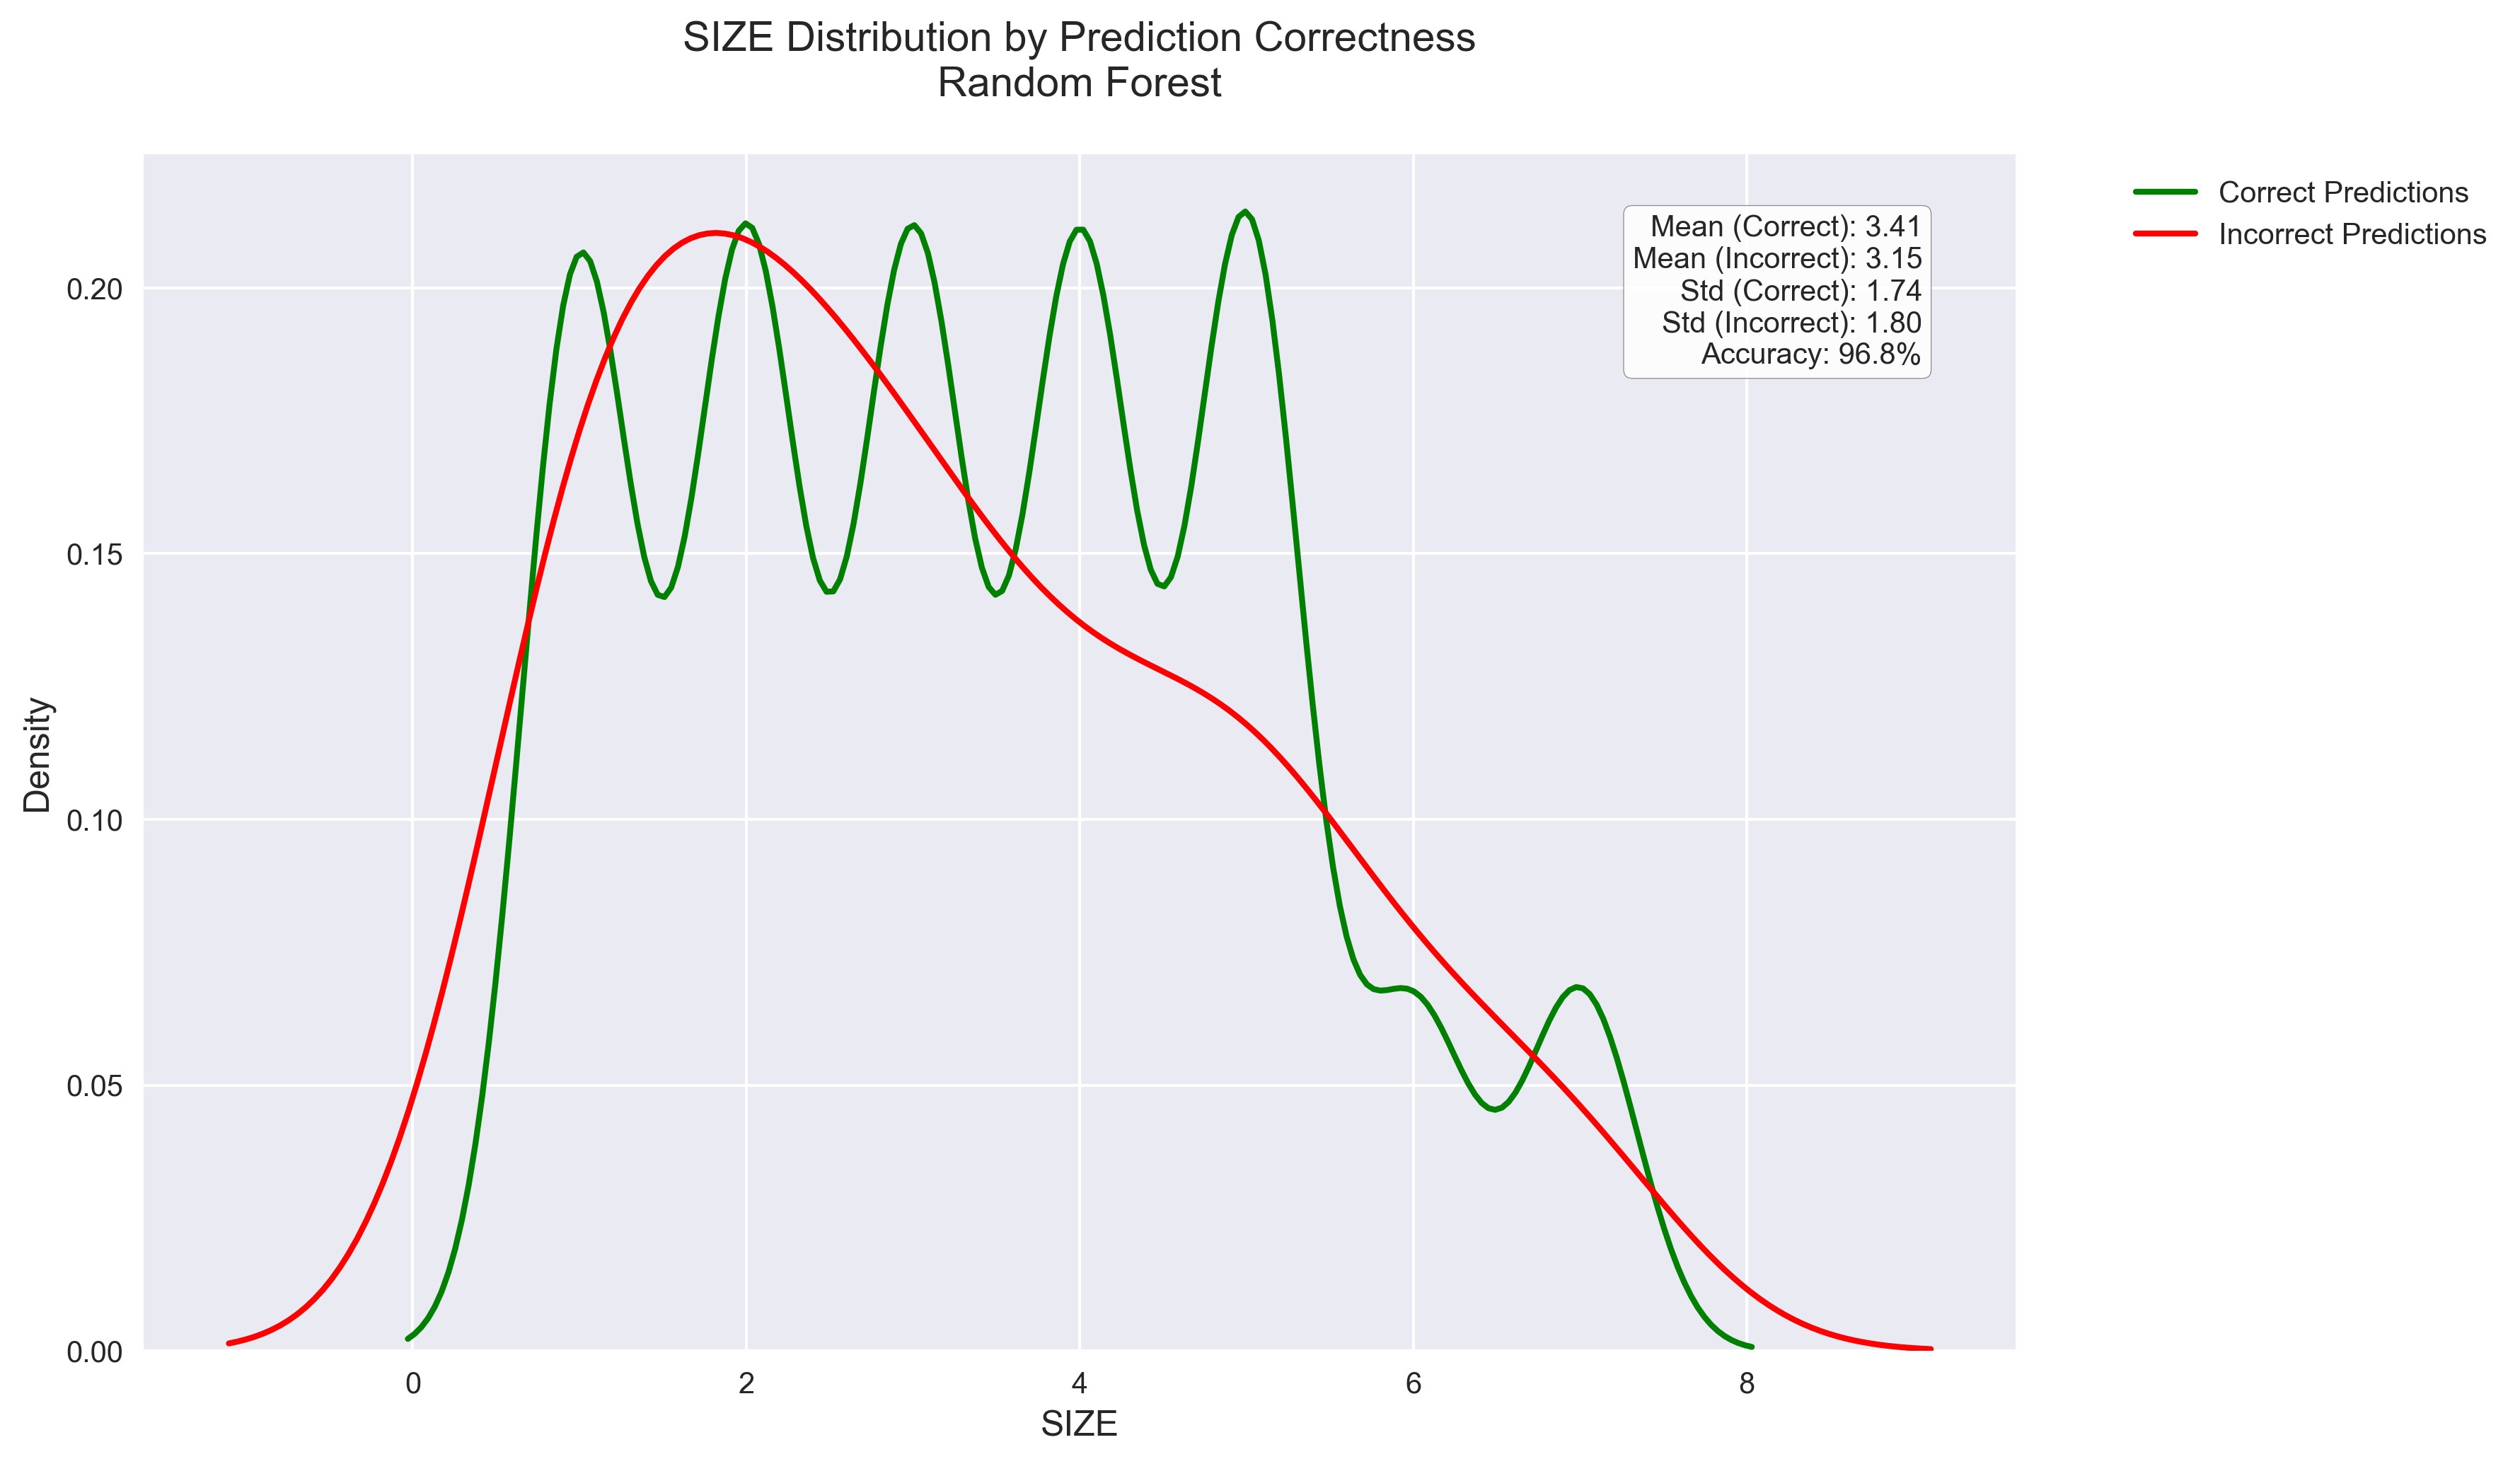 SIZE Distribution by Prediction Correctness
Random Forest
Correct Predictions
Incorrect Predictions
Mean (Correct): 3.41
Mean (Incorrect): 3.15
Std (Correct): 1.74
Std (Incorrect): 1.80
Accuracy: 96.8%
Density
0.20
0.15
0.10
0.05
0.00
0
2
4
6
8
SIZE